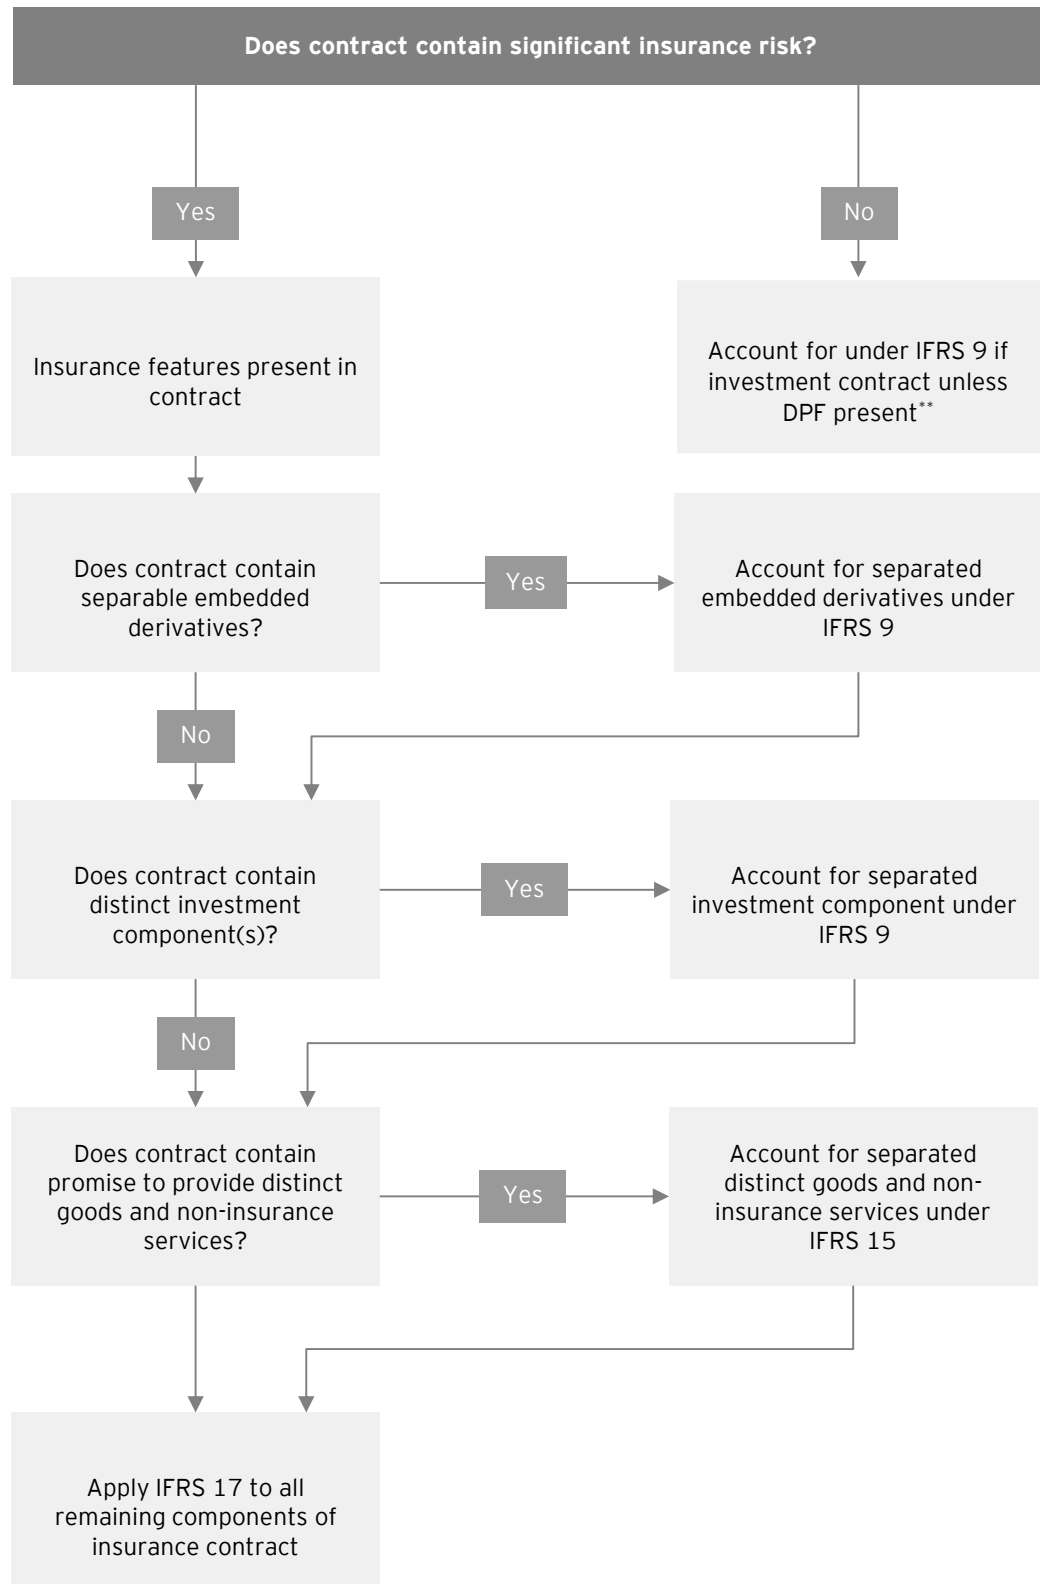 Does contract contain significant insurance risk?
Yes
No
Insurance features present in
contract
Account for under IFRS 9 if
investment contract unless
DPF present**
Does contract contain
separable embedded
derivatives?
Yes
Account for separated
embedded derivatives under
IFRS 9
No
Does contract contain
distinct investment
component(s)?
Yes
Account for separated
investment component under
IFRS 9
No
Does contract contain
promise to provide distinct
goods and non-insurance
services?
Yes
Account for separated
distinct goods and non-
insurance services under
IFRS 15
Apply IFRS 17 to all
remaining components of
insurance contract